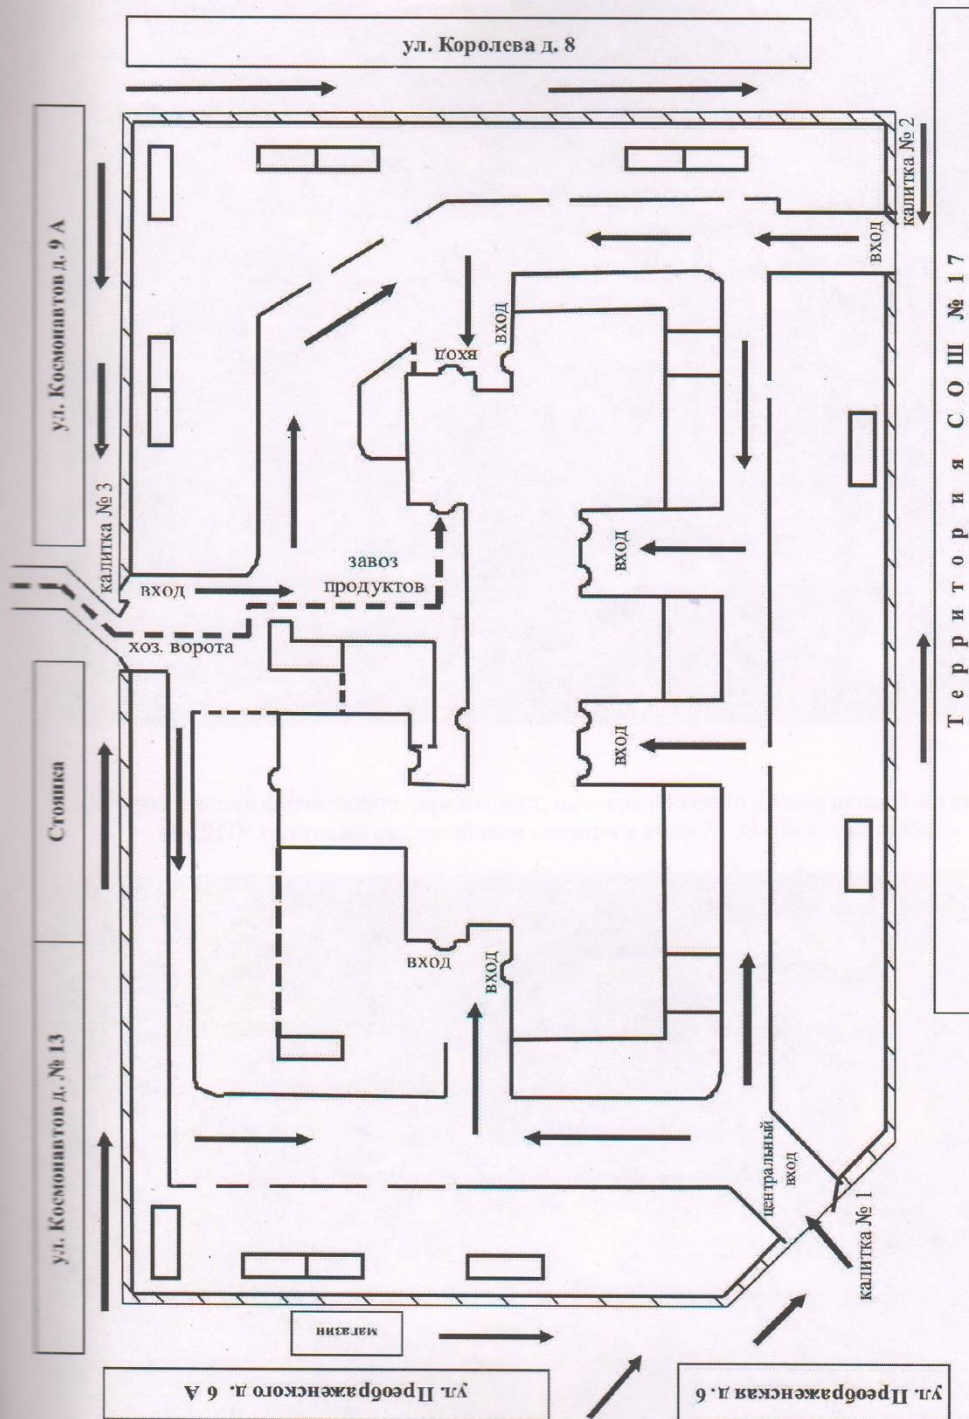 ул. Королева д. 8
ул. Космонавтов д. 9 А
калитка № 2
вход
Территория СОШ № 17
вход
вход
калитка № 3
завоз
продуктов
вход
вход
хоз. ворота
Стоянка
вход
вход
вход
ул. Космонавтов д. № 13
центральный
вход
калитка № 1
магазин
ул. Преображенского д. 6 А
ул. Преображенская д. 6